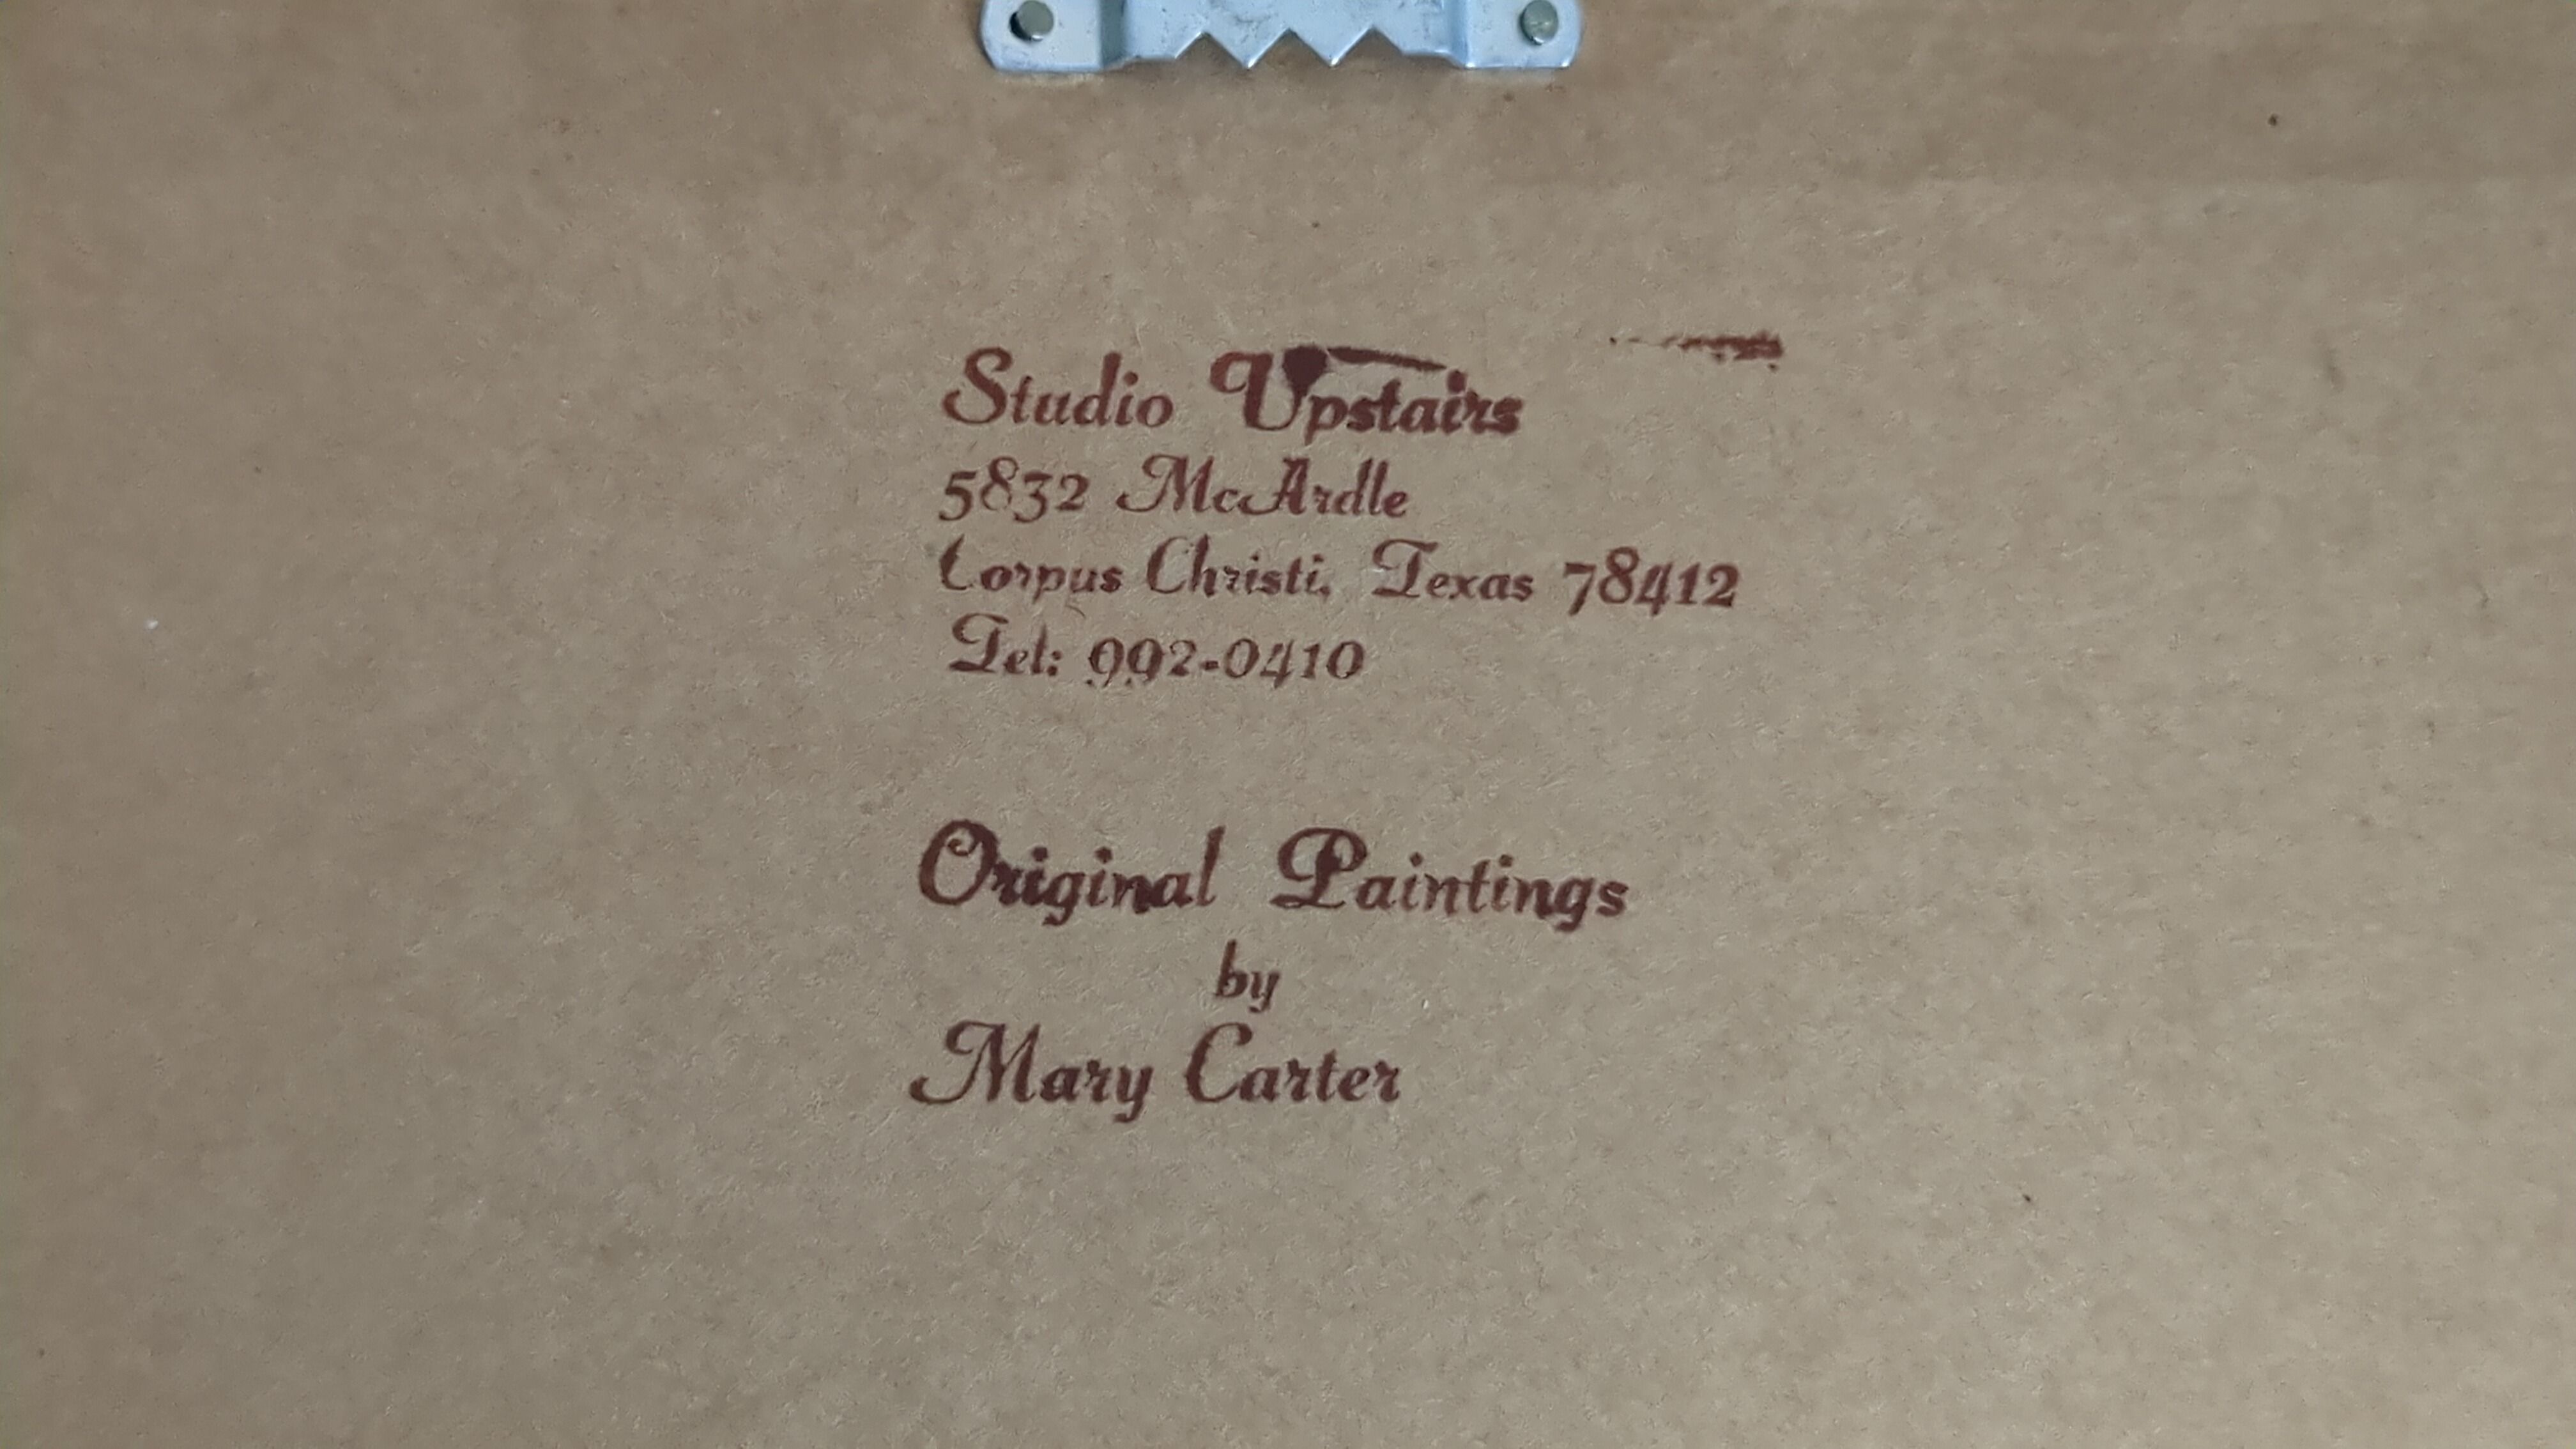 Studio Upstairs
5832 McArdle
Corpus Christi, Texas 78412
Tel: 992-0410
Original Paintings
by
Mary Carter